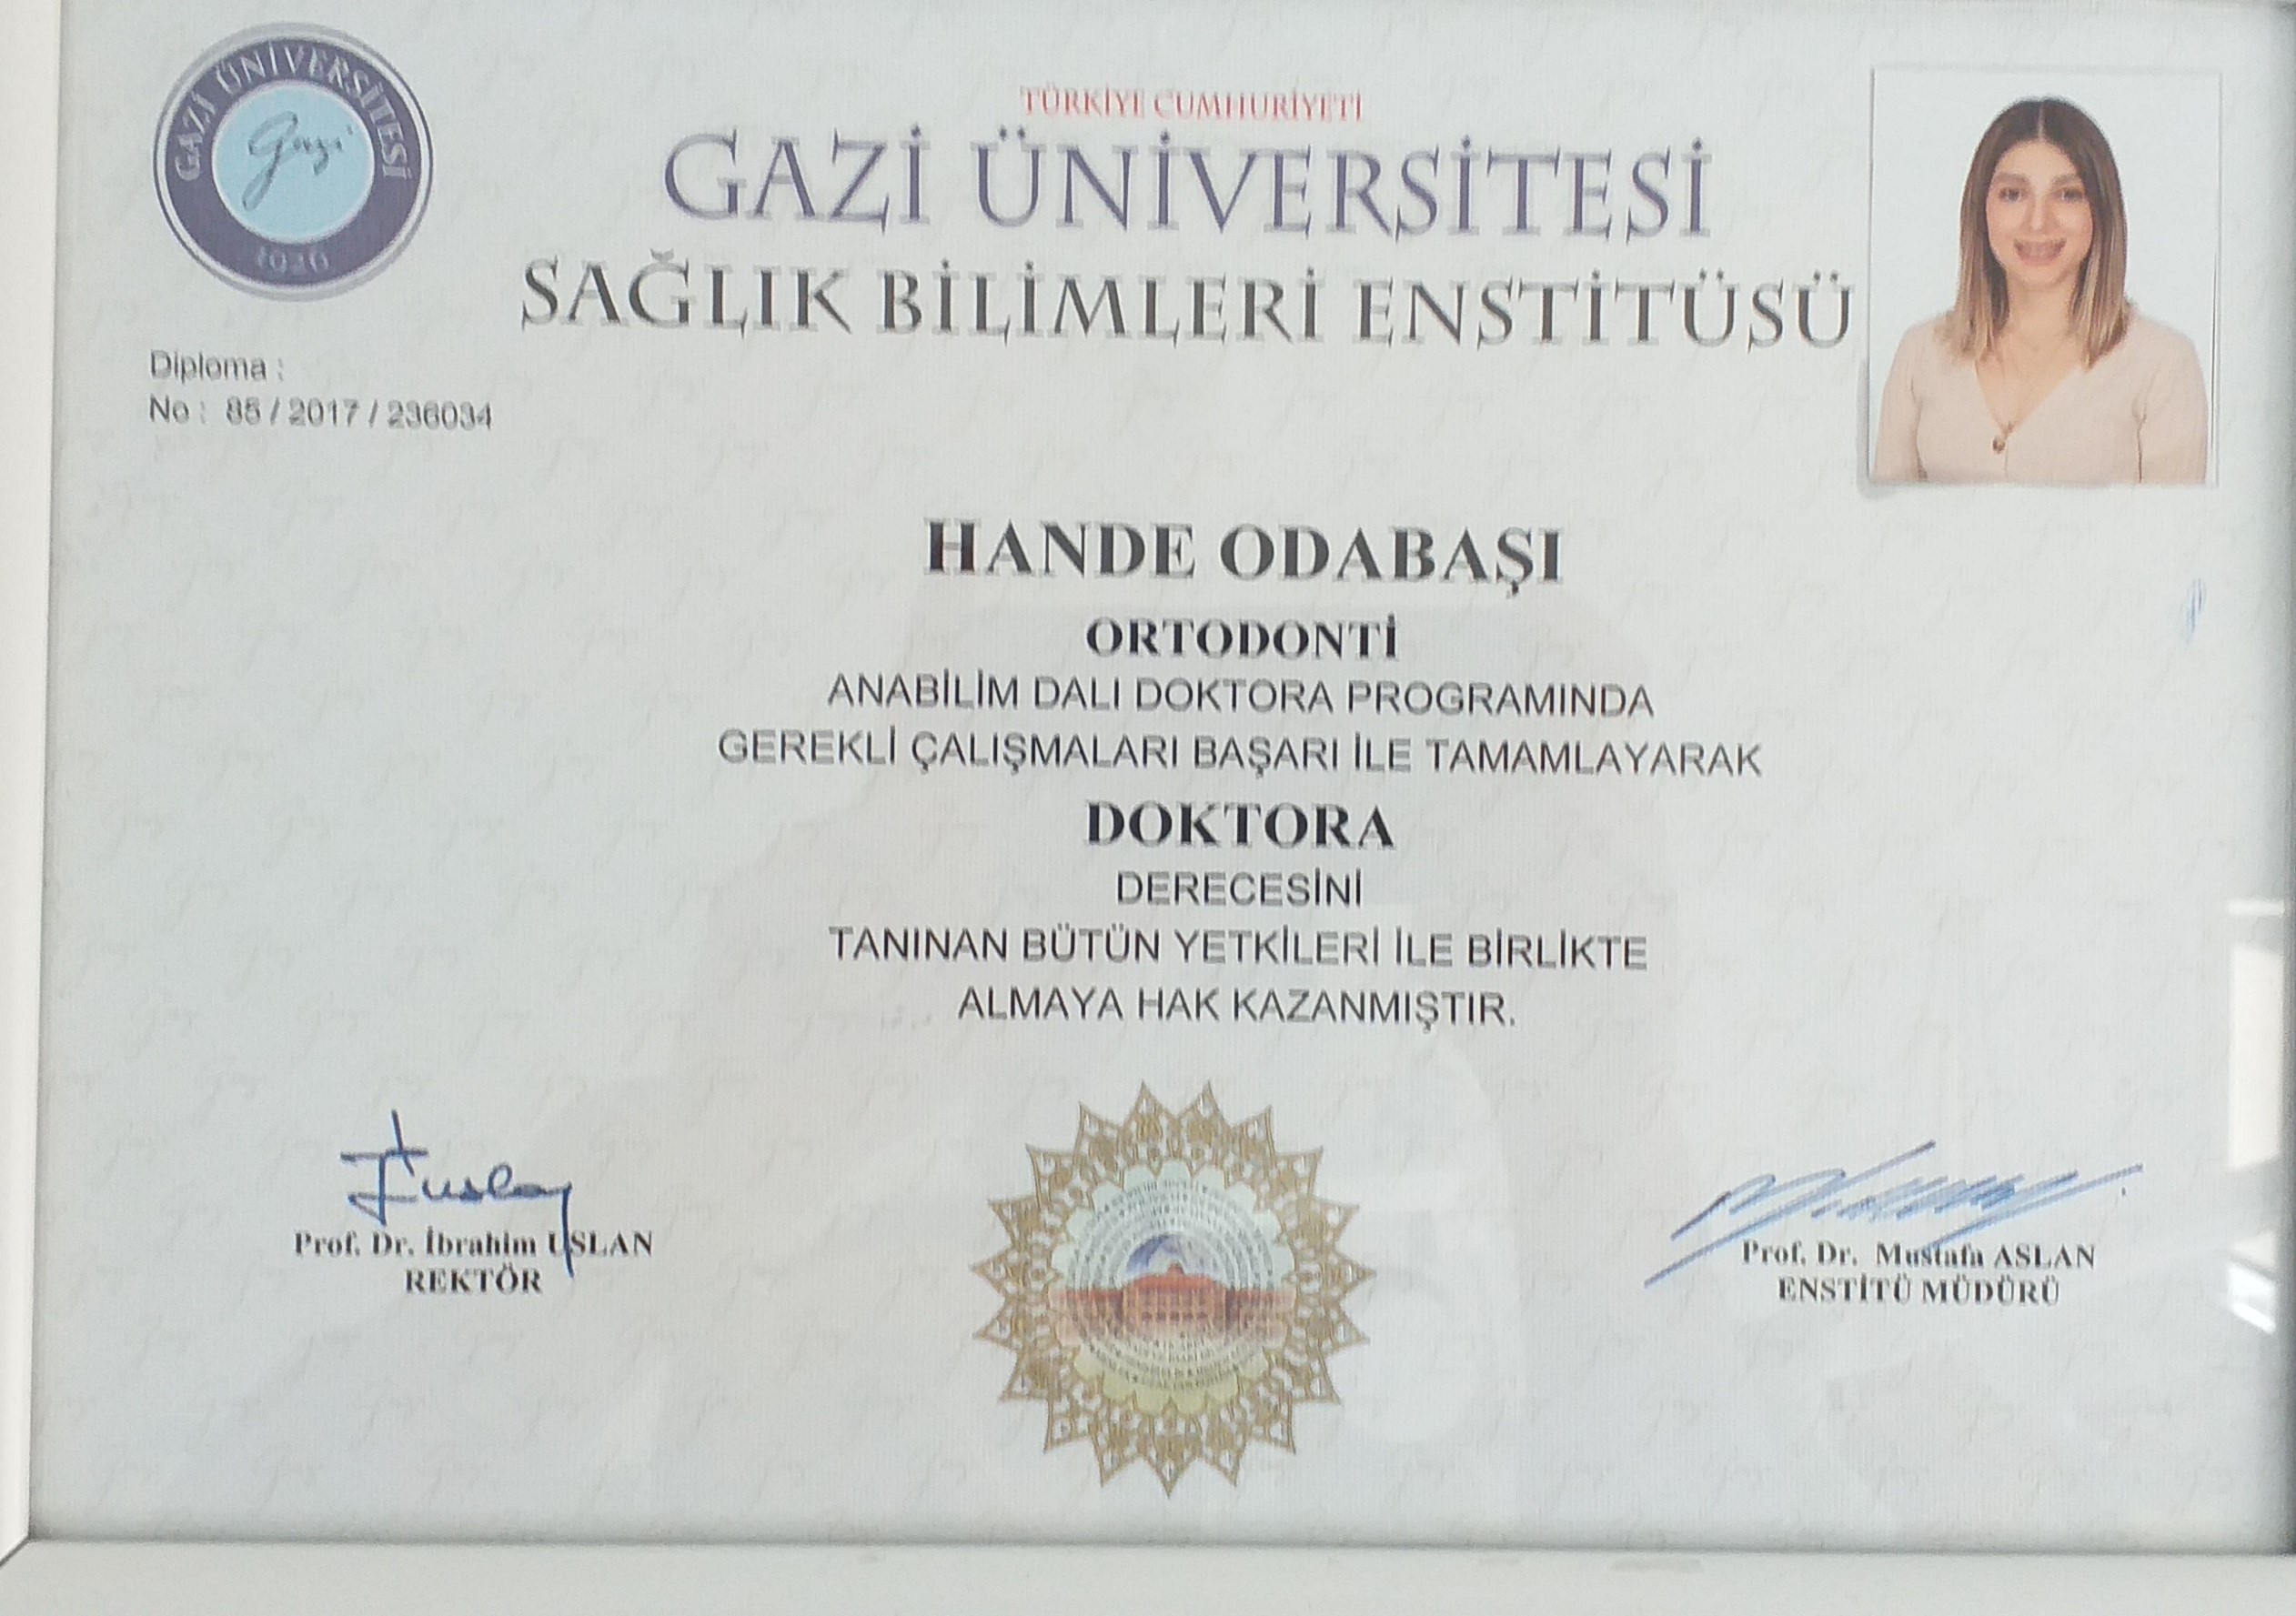 GAZİ ÜNİVERSİTESİ
Gazi
1926
TÜRKİYE CUMHURİYETİ
GAZİ ÜNİVERSİTESİ
SAĞLIK BİLİMLERİ ENSTİTÜSÜ
Diploma :
No : 85 / 2017 / 236034
HANDE ODABAŞI
ORTODONTİ
ANABİLİM DALI DOKTORA PROGRAMINDA
GEREKLİ ÇALIŞMALARI BAŞARI İLE TAMAMLAYARAK
DOKTORA
DERECESİNİ
TANINAN BÜTÜN YETKİLERİ İLE BİRLİKTE
ALMAYA HAK KAZANMIŞTIR.
Prof. Dr. İbrahim USLAN
REKTÖR
Prof. Dr. Mustafa ASLAN
ENSTİTÜ MÜDÜRÜ